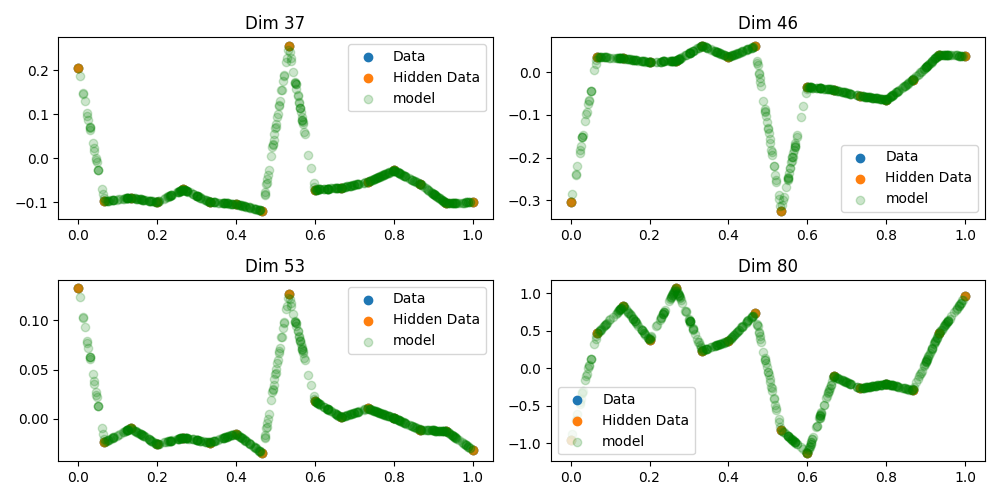 Dim 37
0.2
0.1
0.0
−0.1
Data
Hidden Data
model
0.0 0.2 0.4 0.6 0.8 1.0
Dim 46
0.0
−0.1
−0.2
−0.3
Data
Hidden Data
model
0.0 0.2 0.4 0.6 0.8 1.0
Dim 53
0.10
0.05
0.00
Data
Hidden Data
model
0.0 0.2 0.4 0.6 0.8 1.0
Dim 80
1.0
0.5
0.0
−0.5
−1.0
Data
Hidden Data
model
0.0 0.2 0.4 0.6 0.8 1.0